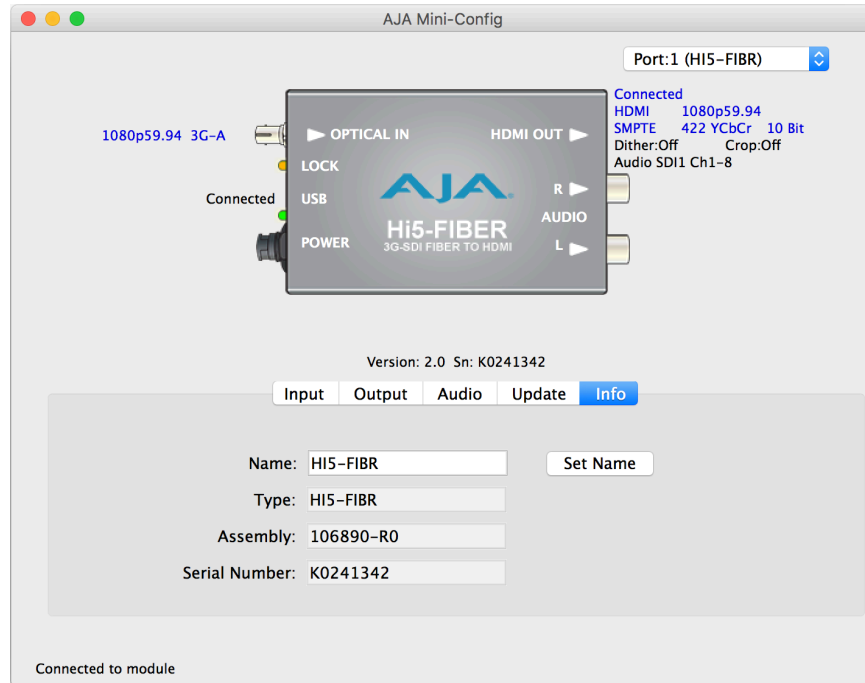 AJA Mini-Config
Port:1 (HI5-FIBR)
Connected
HDMI 1080p59.94
SMPTE 422 YCbCr 10 Bit
Dither:Off Crop:Off
Audio SDI1 Ch1-8
1080p59.94 3G-A
OPTICAL IN
HDMI OUT
LOCK
Connected
USB
POWER
AJA
Hi5-FIBER
3G-SDI FIBER TO HDMI
R
AUDIO
L
Version: 2.0 Sn: K0241342
Input Output Audio Update Info
Name: HI5-FIBR Set Name
Type: HI5-FIBR
Assembly: 106890-R0
Serial Number: K0241342
Connected to module